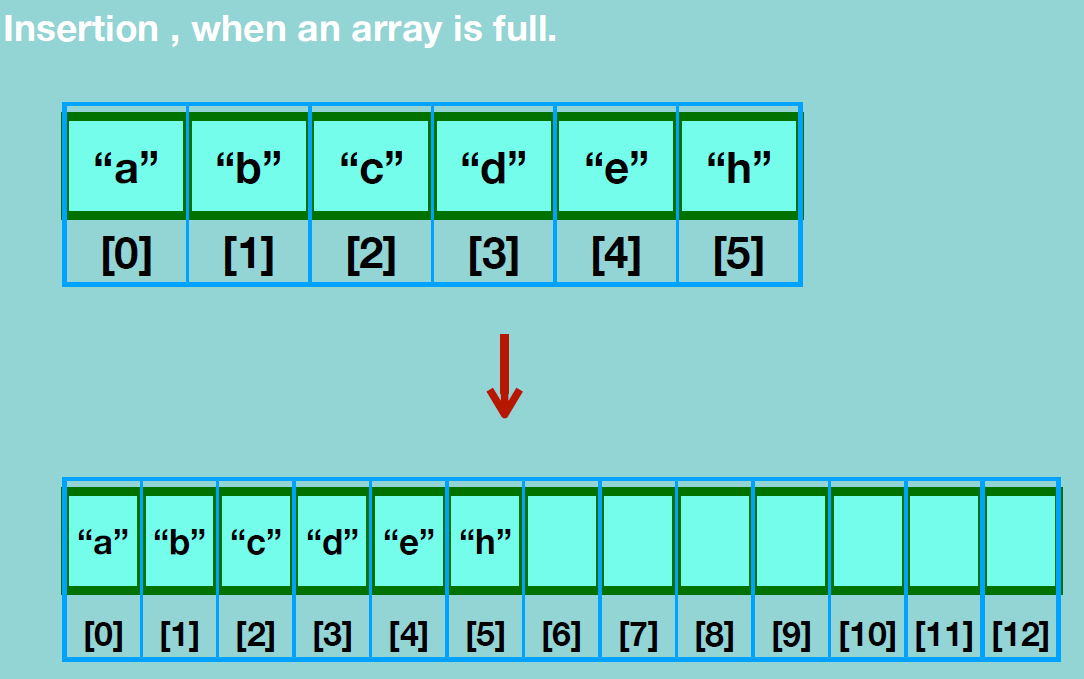 Insertion , when an array is full.
“a” “b” “c” “d” “e” “h”
[0] [1] [2] [3] [4] [5]
“a” “b” “c” “d” “e” “h”
[0] [1] [2] [3] [4] [5] [6] [7] [8] [9] [10] [11] [12]